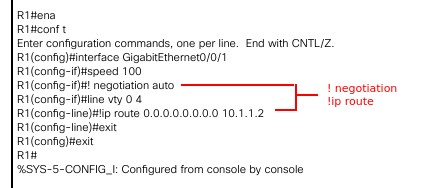 R1#ena
R1#conf t
Enter configuration commands, one per line. End with CNTL/Z.
R1(config)#interface GigabitEthernet0/0/1
R1(config-if)#speed 100
R1(config-if)#! negotiation auto
R1(config-if)#line vty 0 4
R1(config-line)#!ip route 0.0.0.0.0.0.0.0 10.1.1.2
R1(config-line)#exit
R1(config)#exit
R1#
%SYS-5-CONFIG_I: Configured from console by console
! negotiation
!ip route